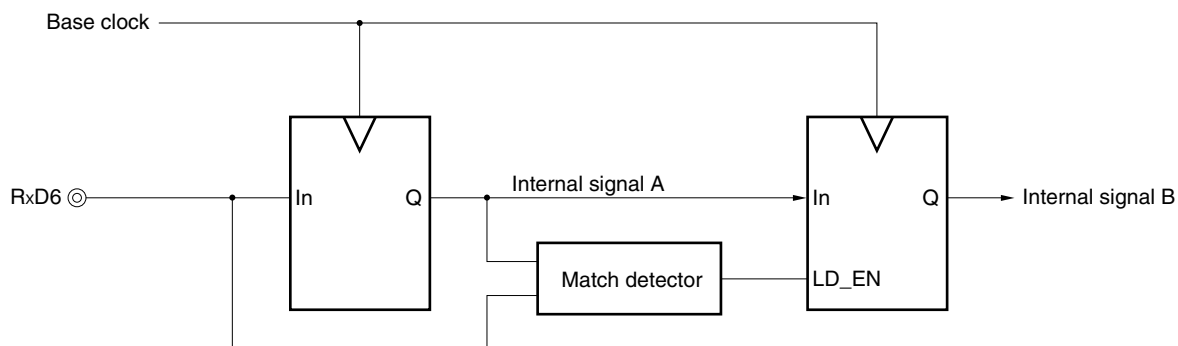 Base clock
RxD6
In
Q
Internal signal A
In
Q
Internal signal B
Match detector
LD_EN